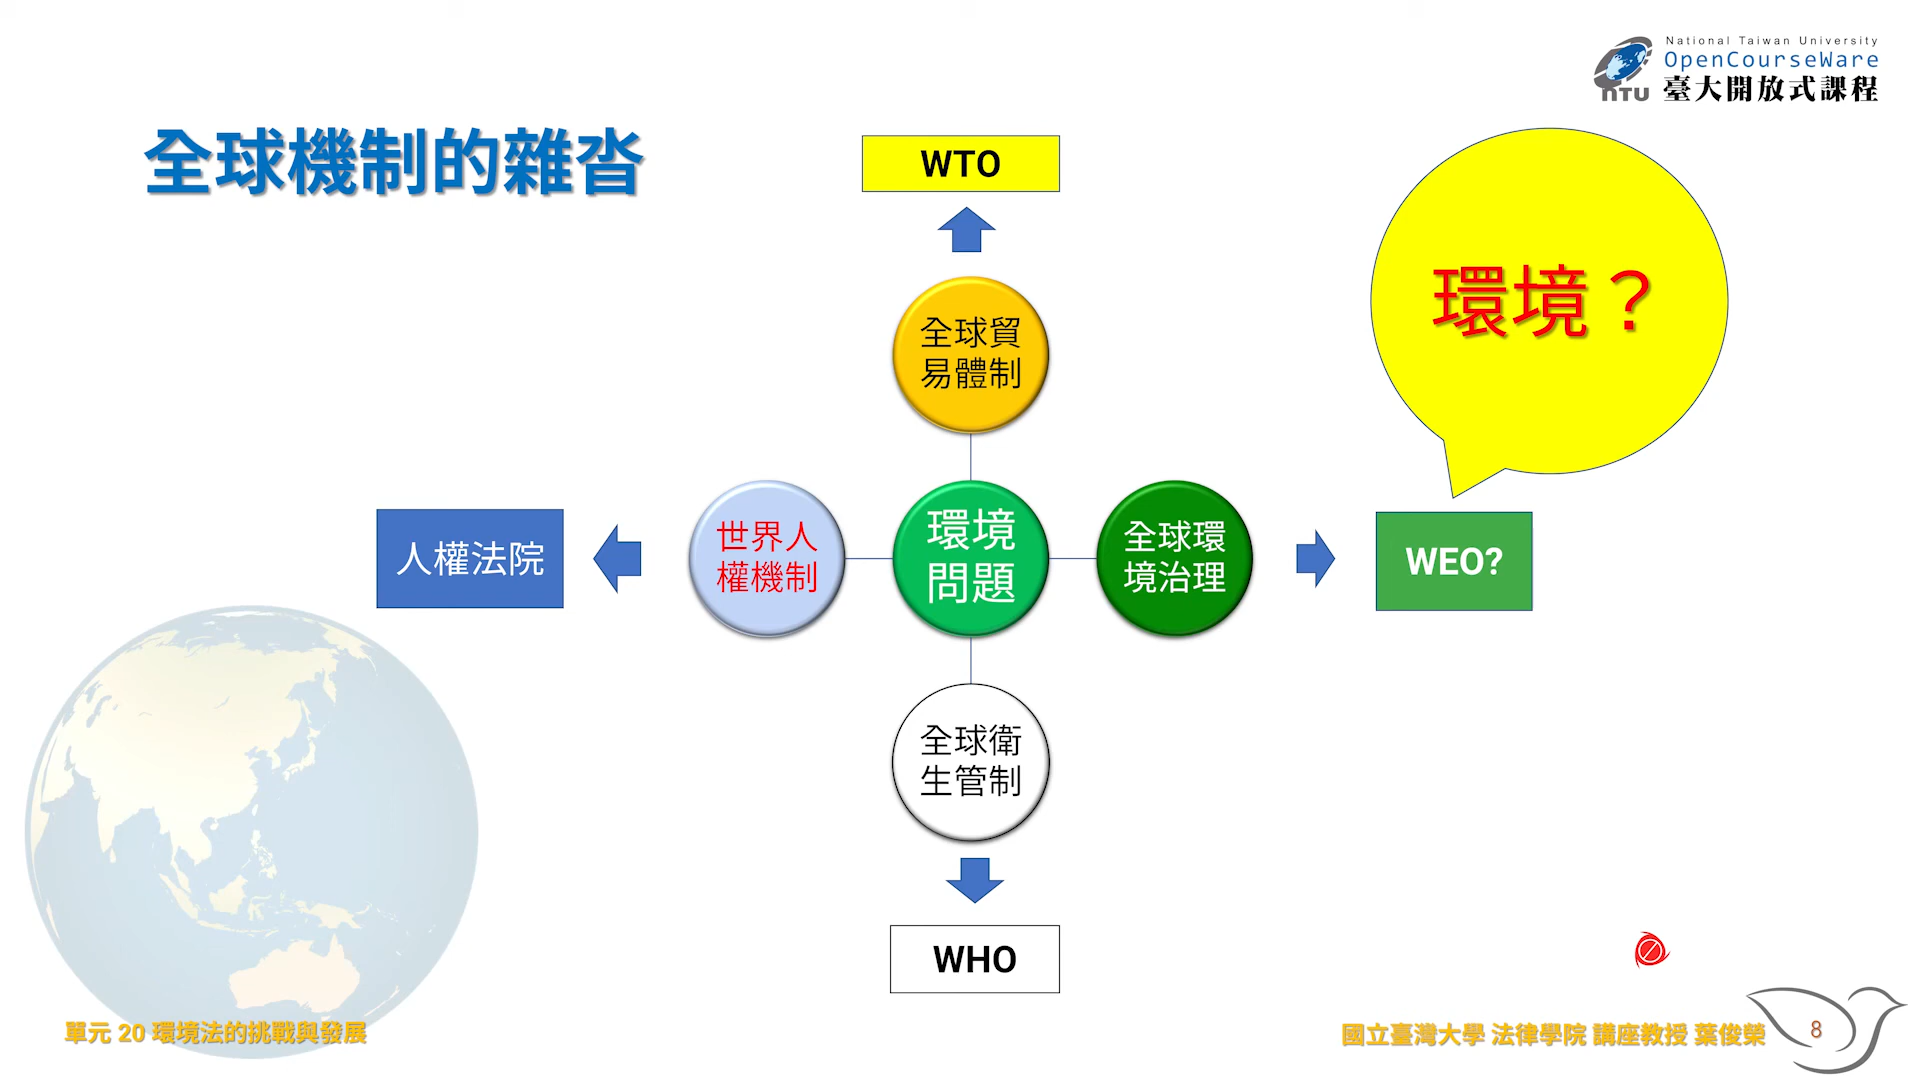 National Taiwan University
OpenCourseWare
NTU 臺大開放式課程
全球機制的雜沓
WTO
環境？
全球貿
易體制
人權法院
世界人
權機制
環境
問題
全球環
境治理
WEO?
全球衛
生管制
WHO
單元 20 環境法的挑戰與發展
國立臺灣大學 法律學院 講座教授 葉俊榮
8